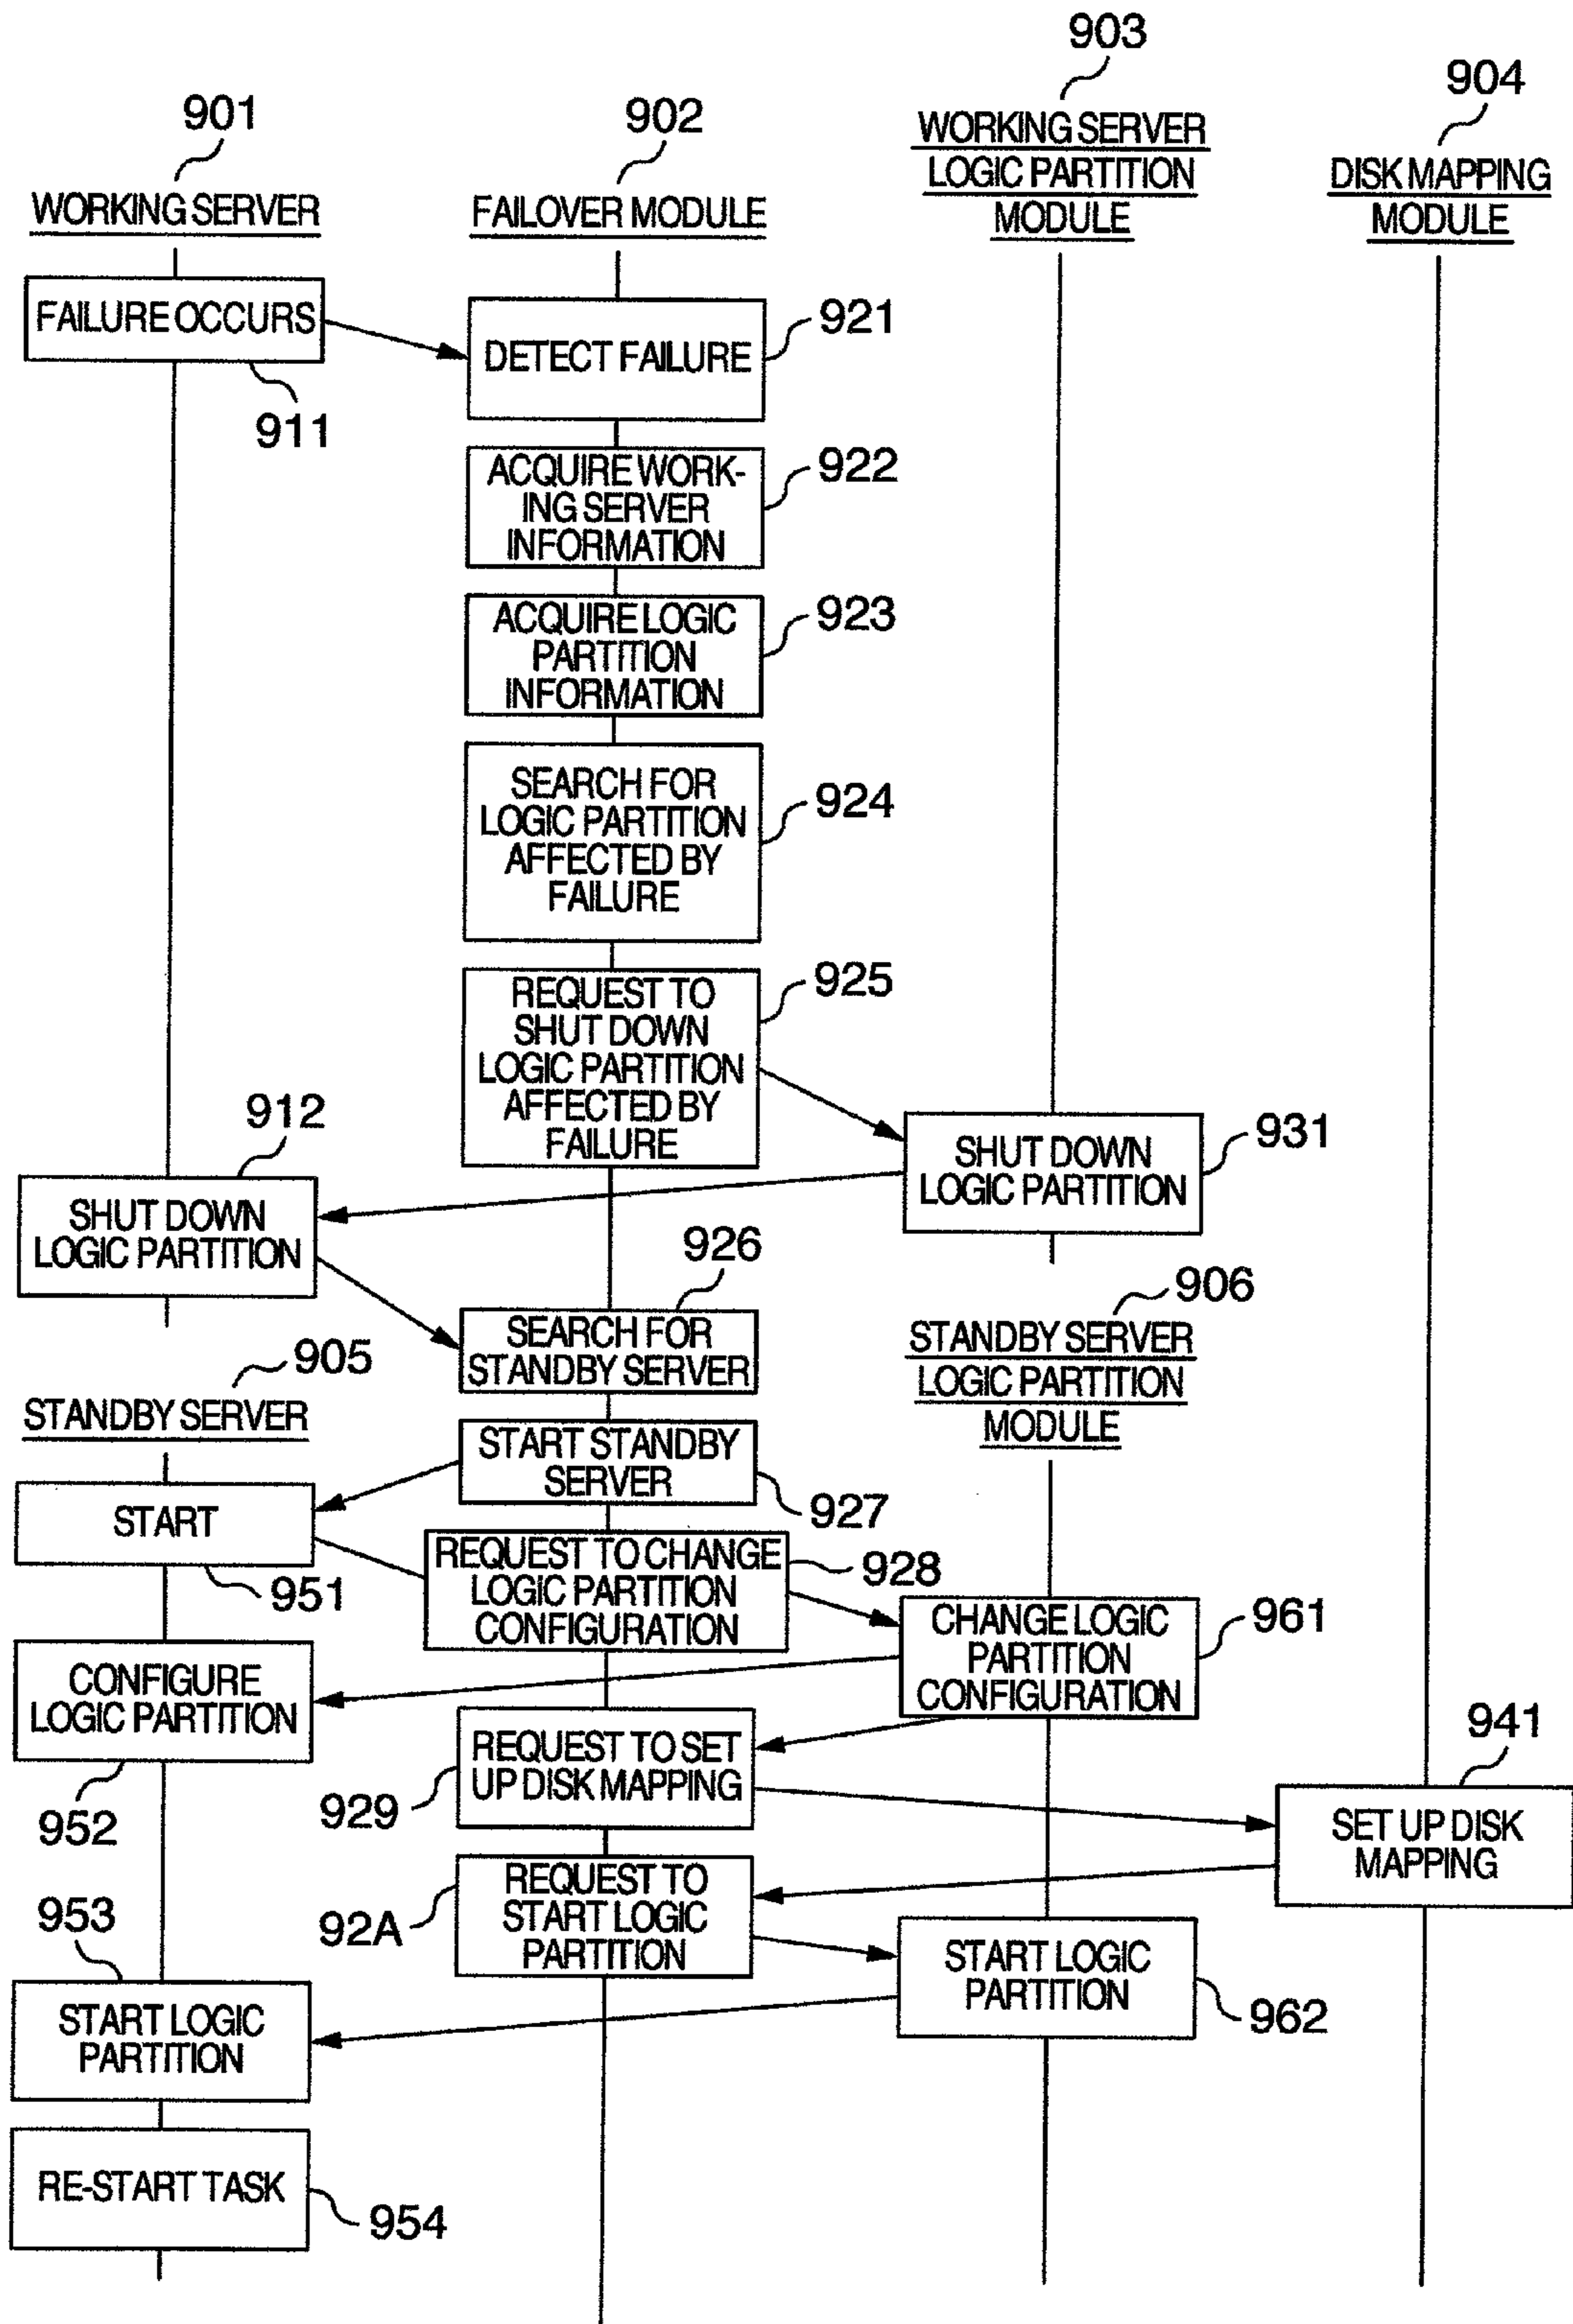 903
904
901
902
WORKING SERVER
LOGIC PARTITION
MODULE
DISK MAPPING
MODULE
WORKING SERVER
FAILOVER MODULE
FAILURE OCCURS
911
DETECT FAILURE
921
ACQUIRE WORK-
ING SERVER
INFORMATION
922
ACQUIRE LOGIC
PARTITION
INFORMATION
923
SEARCH FOR
LOGIC PARTITION
AFFECTED BY
FAILURE
924
REQUEST TO
SHUT DOWN
LOGIC PARTITION
AFFECTED BY
FAILURE
925
SHUT DOWN
LOGIC PARTITION
931
912
SHUT DOWN
LOGIC PARTITION
926
SEARCH FOR
STANDBY SERVER
906
STANDBY SERVER
LOGIC PARTITION
MODULE
905
STANDBY SERVER
START STANDBY
SERVER
927
START
951
REQUEST TO CHANGE
LOGIC PARTITION
CONFIGURATION
928
CHANGE LOGIC
PARTITION
CONFIGURATION
961
CONFIGURE
LOGIC PARTITION
952
REQUEST TO SET
UP DISK MAPPING
929
941
SET UP DISK
MAPPING
REQUEST TO
START LOGIC
PARTITION
92A
START LOGIC
PARTITION
962
953
START LOGIC
PARTITION
RE-START TASK
954